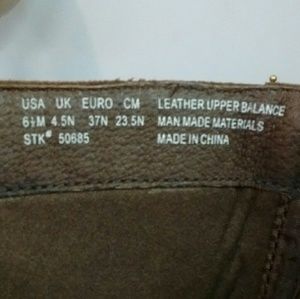 USA UK EURO CM LEATHER UPPER BALANCE
6½M 4.5N 37N 23.5N MAN MADE MATERIALS
STK# 50685 MADE IN CHINA